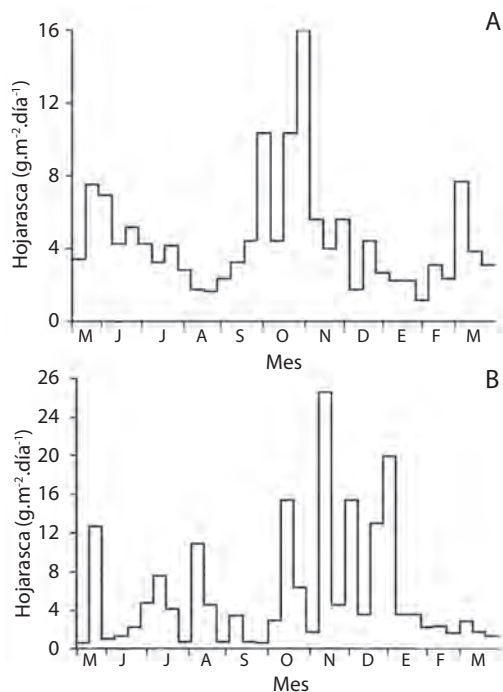 A
Hojarasca (g.m-2.día-1)
16
12
8
4
0
M J J A S O N D E F M
Mes
B
Hojarasca (g.m-2.día-1)
26
24
20
16
12
8
4
0
M J J A S O N D E F M
Mes